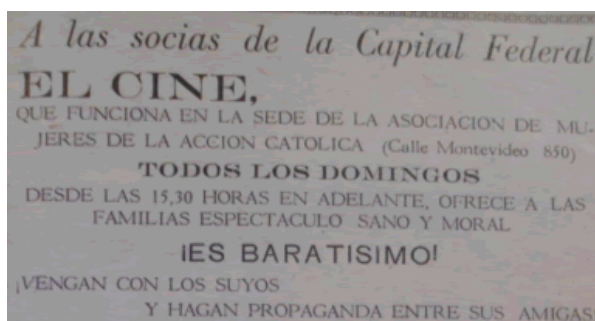 A las socias de la Capital Federal
EL CINE,
QUE FUNCIONA EN LA SEDE DE LA ASOCIACION DE MU-
JERES DE LA ACCION CATOLICA (Calle Montevideo 850)
TODOS LOS DOMINGOS
DESDE LAS 15,30 HORAS EN ADELANTE, OFRECE A LAS
FAMILIAS ESPECTACULO SANO Y MORAL
¡ES BARATISIMO!
¡VENGAN CON LOS SUYOS
Y HAGAN PROPAGANDA ENTRE SUS AMIGAS!